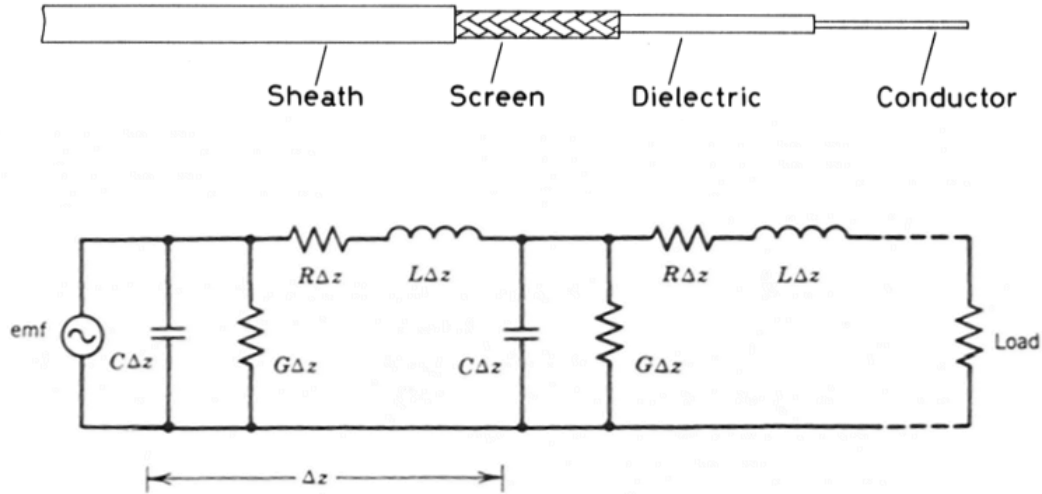 Sheath Screen Dielectric Conductor
RΔz LΔz RΔz LΔz
emf CΔz GΔz CΔz GΔz Load
Δz